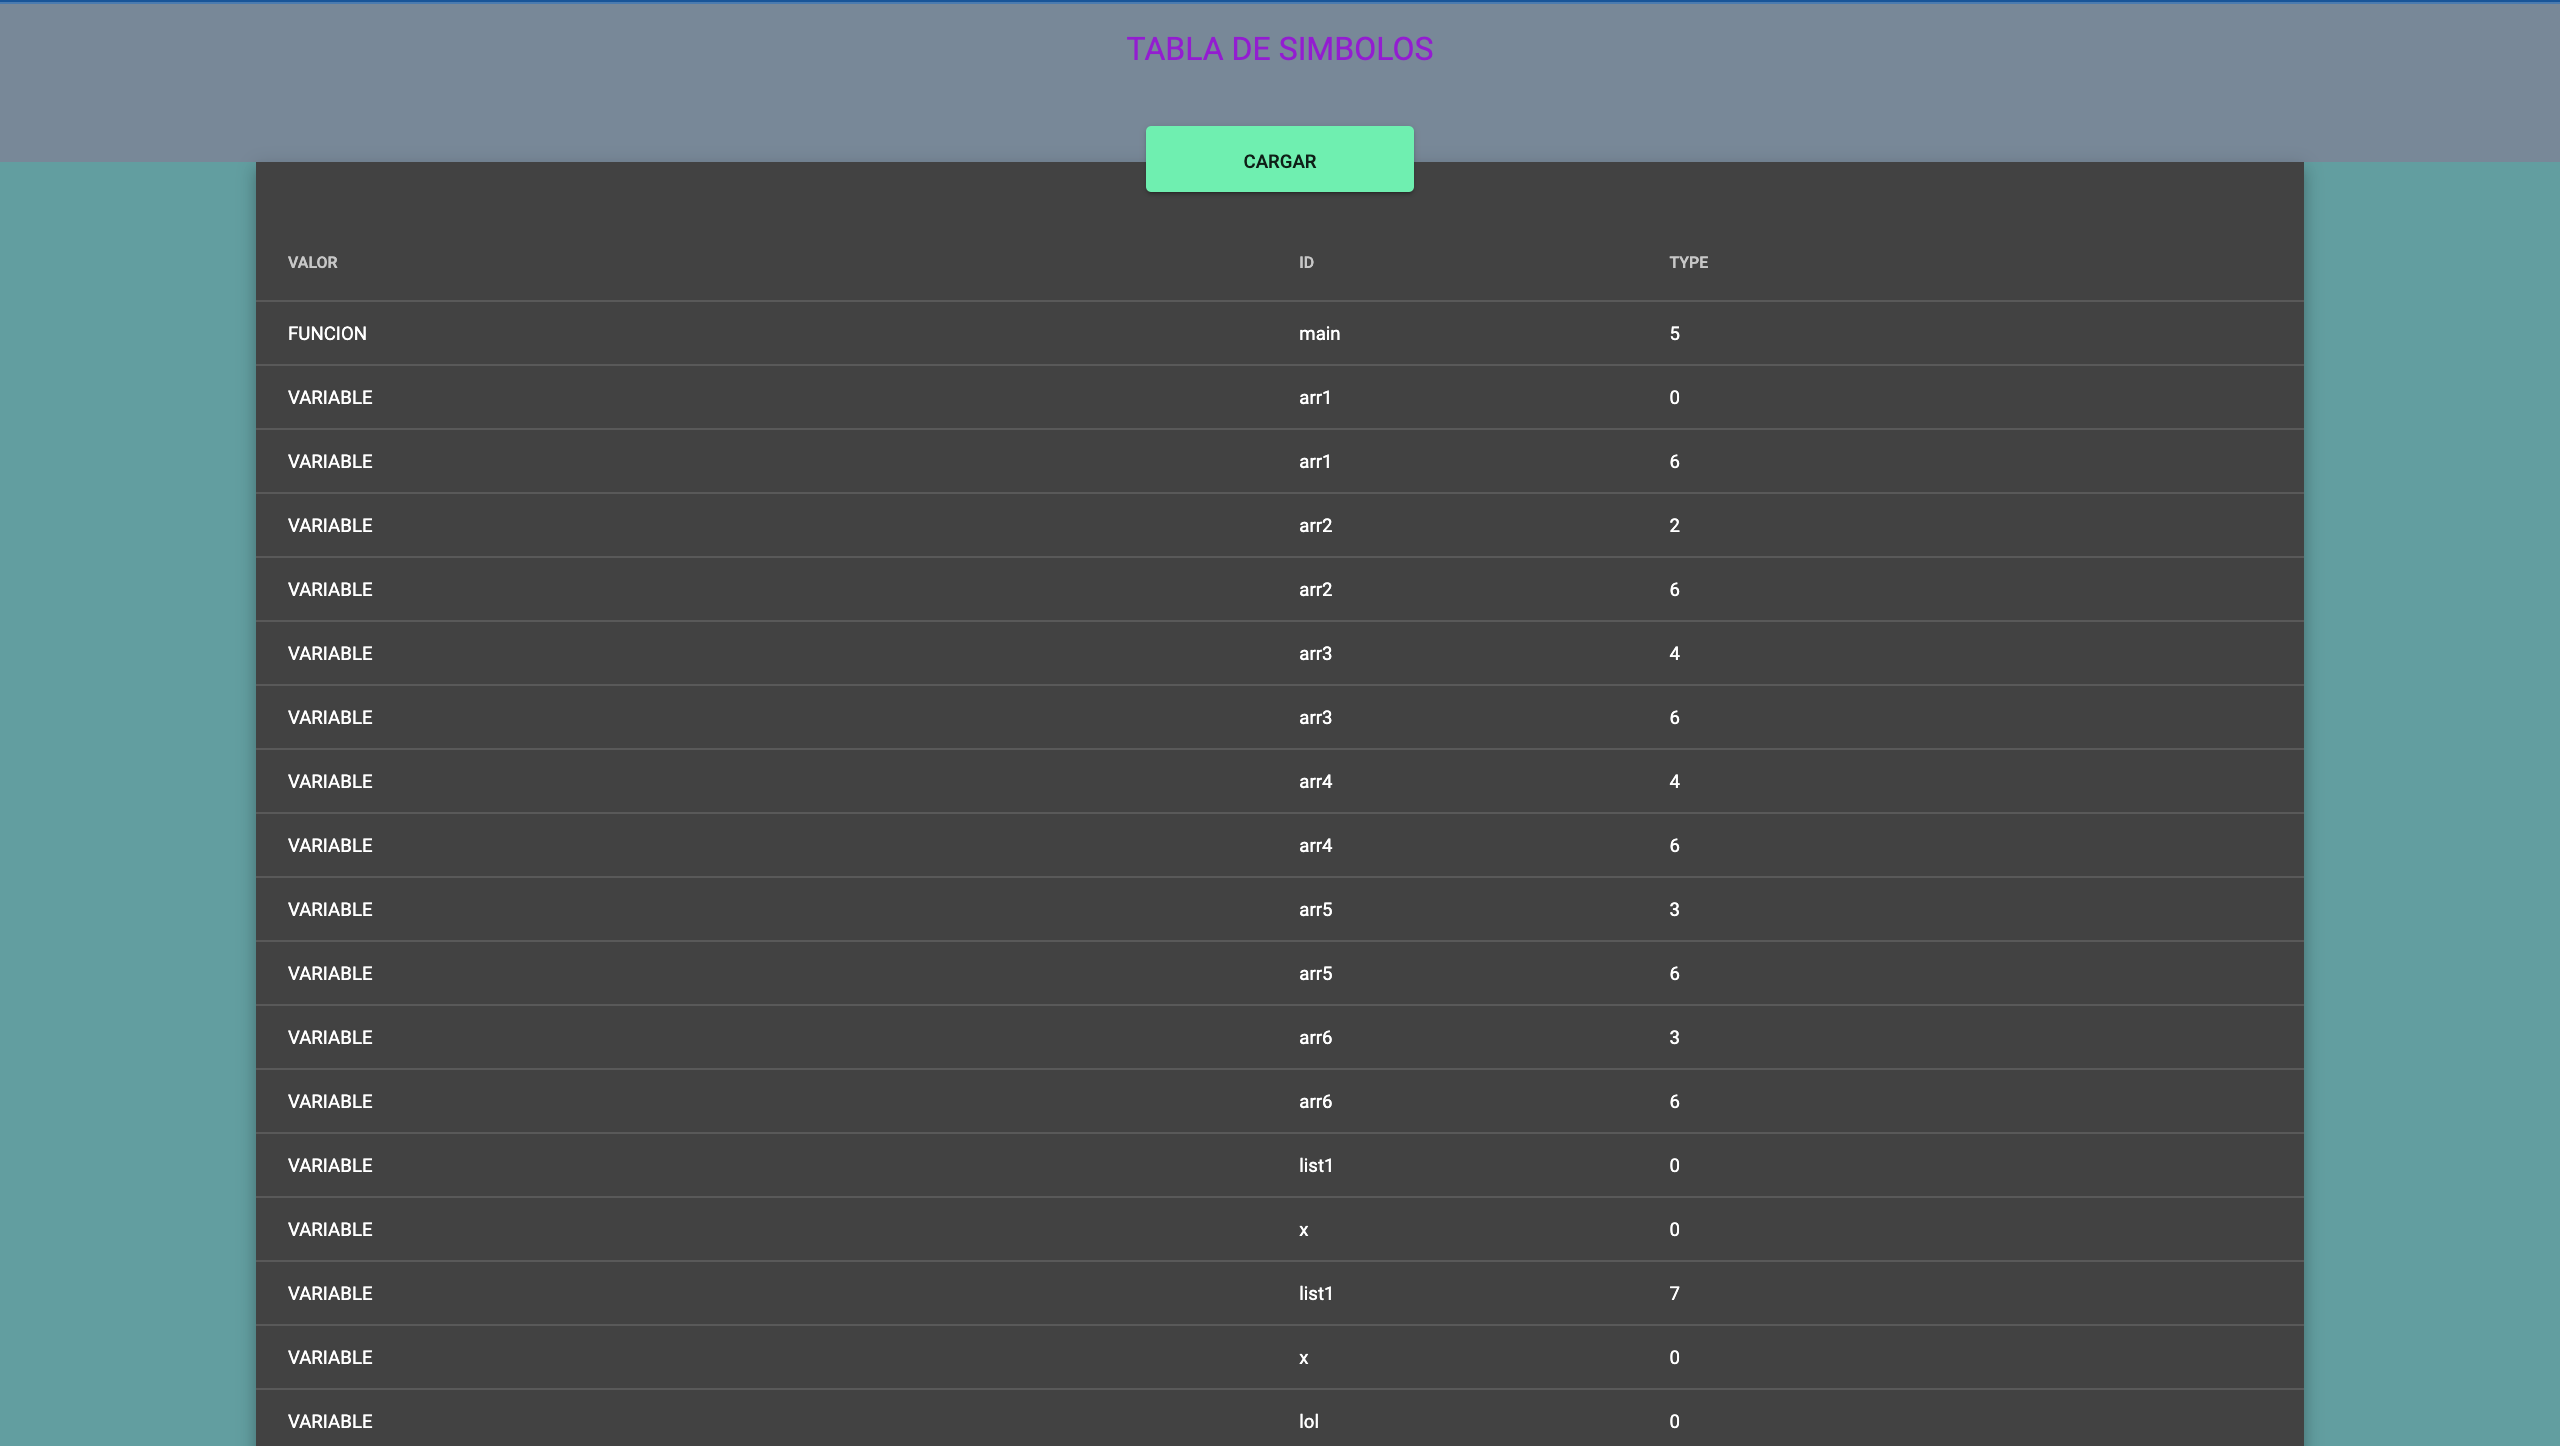 TABLA DE SIMBOLOS
CARGAR
VALOR ID TYPE
FUNCION main 5
VARIABLE arr1 0
VARIABLE arr1 6
VARIABLE arr2 2
VARIABLE arr2 6
VARIABLE arr3 4
VARIABLE arr3 6
VARIABLE arr4 4
VARIABLE arr4 6
VARIABLE arr5 3
VARIABLE arr5 6
VARIABLE arr6 3
VARIABLE arr6 6
VARIABLE list1 0
VARIABLE x 0
VARIABLE list1 7
VARIABLE x 0
VARIABLE lol 0